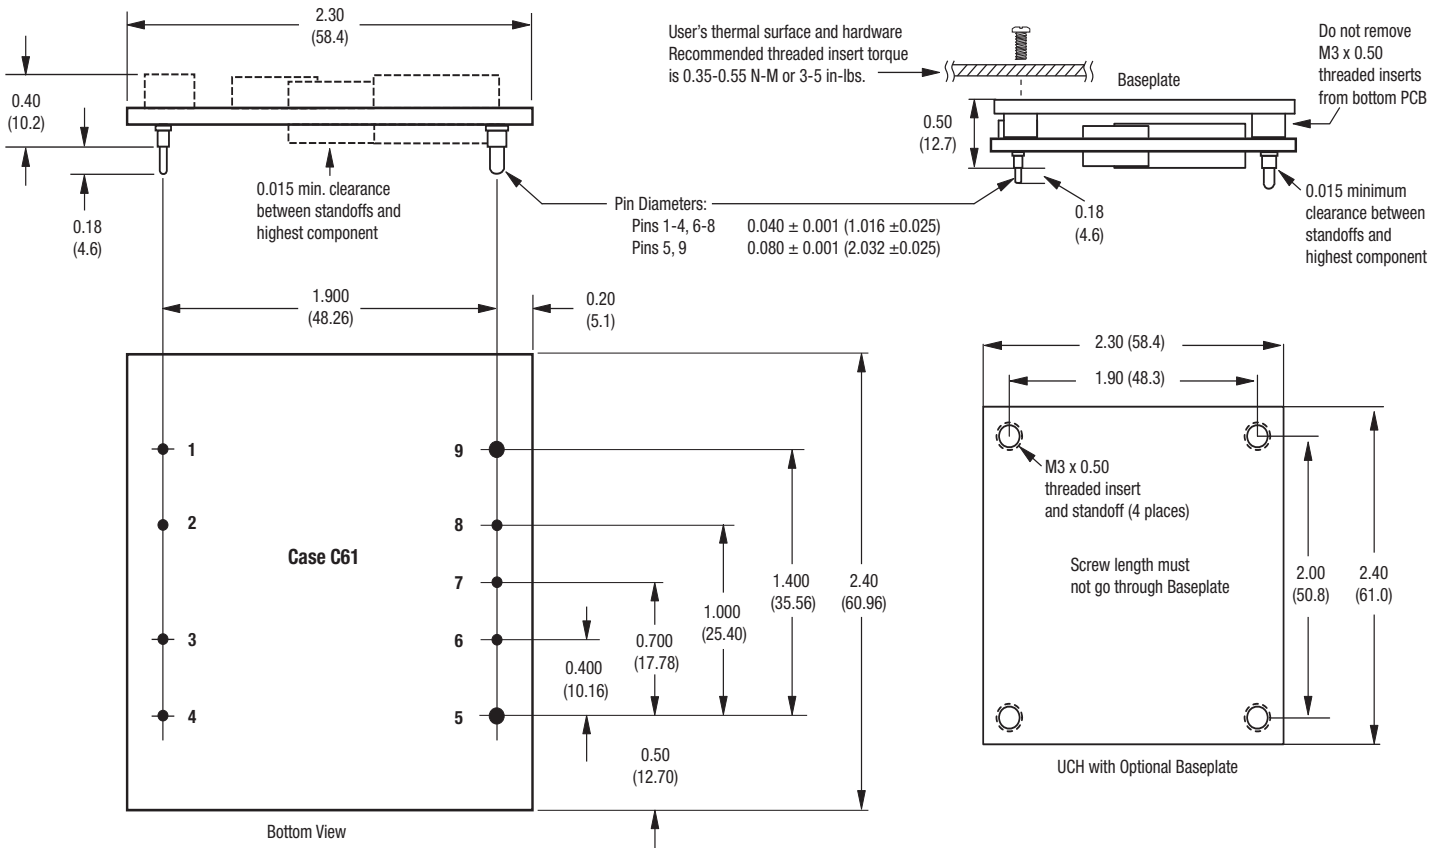 2.30
(58.4)
0.40
(10.2)
0.18
(4.6)
0.015 min. clearance
between standoffs and
highest component
User's thermal surface and hardware
Recommended threaded insert torque
is 0.35-0.55 N-M or 3-5 in-lbs.
Baseplate
Do not remove
M3 x 0.50
threaded inserts
from bottom PCB
0.50
(12.7)
Pin Diameters:
Pins 1-4, 6-8 0.040 ± 0.001 (1.016 ±0.025)
Pins 5, 9 0.080 ± 0.001 (2.032 ±0.025)
0.18
(4.6)
0.015 minimum
clearance between
standoffs and
highest component
1.900
(48.26)
0.20
(5.1)
1
2
3
4
Case C61
9
8
7
6
5
0.400
(10.16)
0.700
(17.78)
1.000
(25.40)
1.400
(35.56)
2.40
(60.96)
0.50
(12.70)
Bottom View
2.30 (58.4)
1.90 (48.3)
M3 x 0.50
threaded insert
and standoff (4 places)
Screw length must
not go through Baseplate
2.00
(50.8)
2.40
(61.0)
UCH with Optional Baseplate